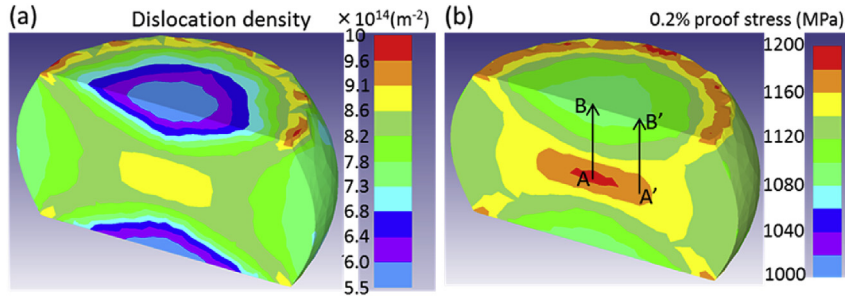 (a)
Dislocation density
× 10¹⁴(m⁻²)
10
9.6
9.1
8.6
8.2
7.8
7.3
6.8
6.4
6.0
5.5
(b)
0.2% proof stress (MPa)
1200
1160
1120
1080
1040
1000
B
B’
A
A’